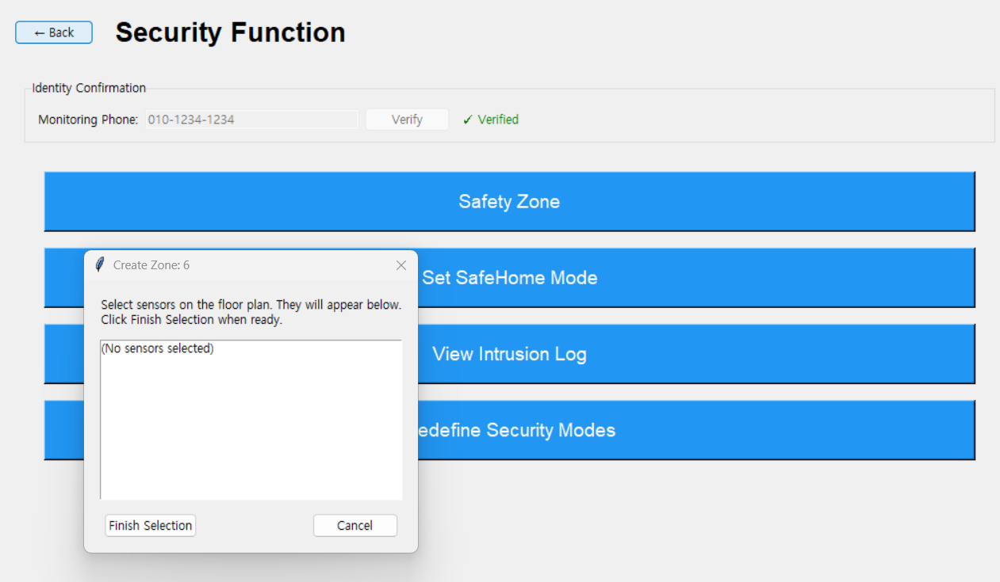 ← Back
Security Function
Identity Confirmation
Monitoring Phone: 010-1234-1234 Verify ✓ Verified
Safety Zone
Set SafeHome Mode
View Intrusion Log
edefine Security Modes
Create Zone: 6
Select sensors on the floor plan. They will appear below.
Click Finish Selection when ready.
(No sensors selected)
Finish Selection Cancel